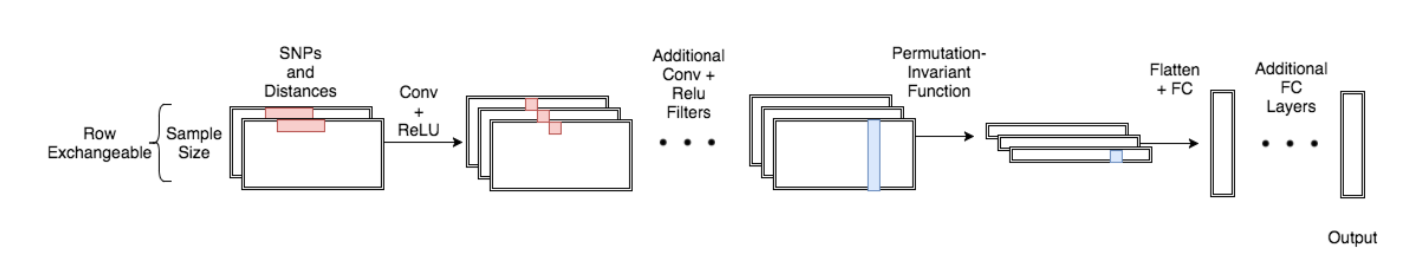 Row
Exchangeable
Sample
Size
SNPs
and
Distances
Conv
+
ReLU
Additional
Conv +
Relu
Filters
Permutation-
Invariant
Function
Flatten
+ FC
Additional
FC
Layers
Output